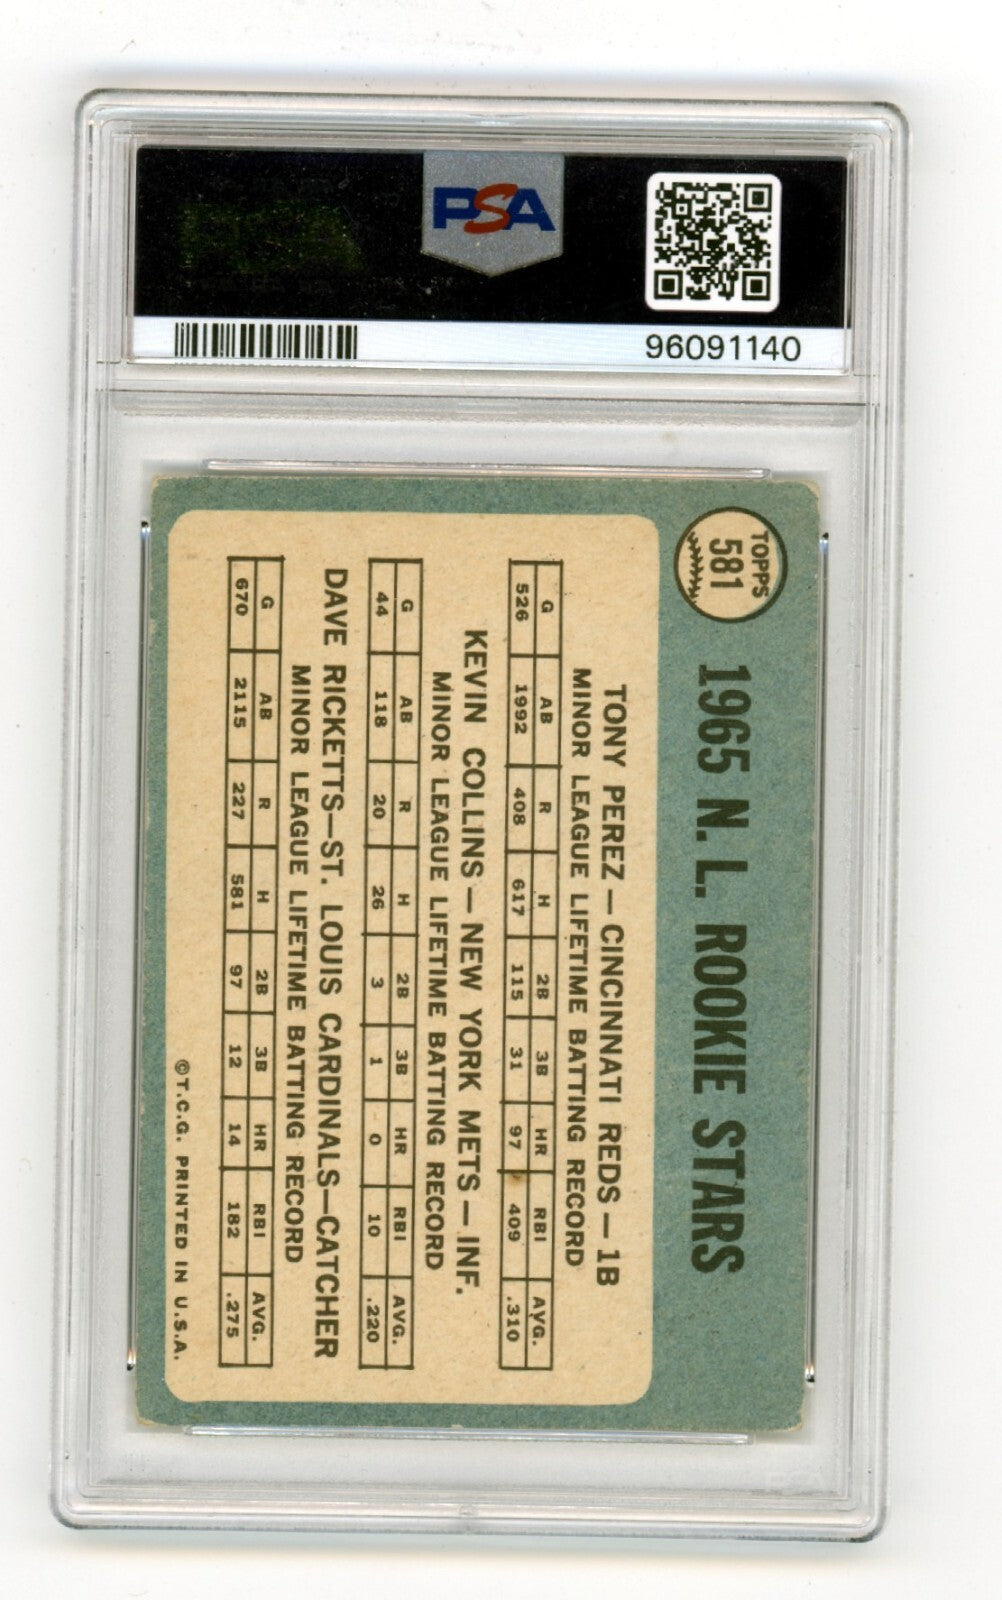 PSA
96091140
TOPPS
581
1965 N. L. ROOKIE STARS
TONY PEREZ—CINCINNATI REDS—1B
MINOR LEAGUE LIFETIME BATTING RECORD
G AB R H 2B 3B HR RBI AVG.
526 1992 408 617 115 31 97 409 .310
KEVIN COLLINS—NEW YORK METS—INF.
MINOR LEAGUE LIFETIME BATTING RECORD
G AB R H 2B 3B HR RBI AVG.
44 118 20 26 3 1 0 10 .220
DAVE RICKETTS—ST. LOUIS CARDINALS—CATCHER
MINOR LEAGUE LIFETIME BATTING RECORD
G AB R H 2B 3B HR RBI AVG.
670 2115 227 581 97 12 14 182 .275
©T.C.G. PRINTED IN U.S.A.
PSA